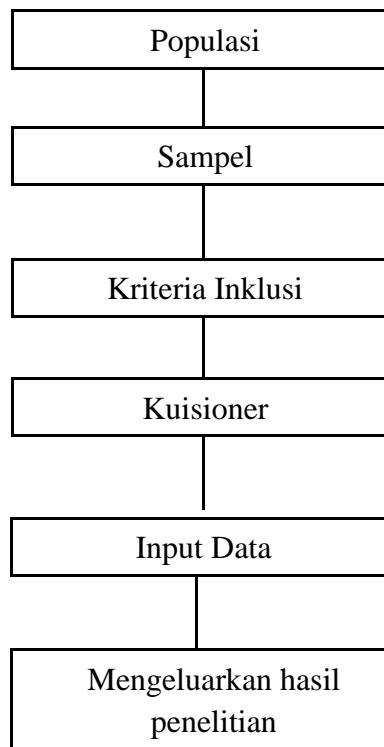 Populasi
Sampel
Kriteria Inklusi
Kuisioner
Input Data
Mengeluarkan hasil
penelitian